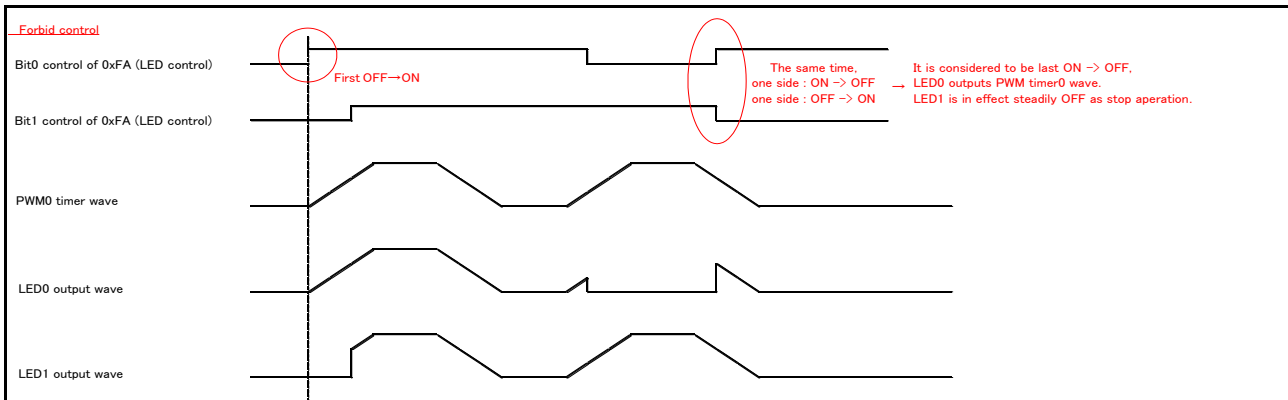 Forbid control
Bit0 control of 0xFA (LED control)
First OFF→ON
The same time,
one side : ON -> OFF
one side : OFF -> ON
→
It is considered to be last ON -> OFF,
LED0 outputs PWM timer0 wave.
LED1 is in effect steadily OFF as stop aperation.
Bit1 control of 0xFA (LED control)
PWM0 timer wave
LED0 output wave
LED1 output wave